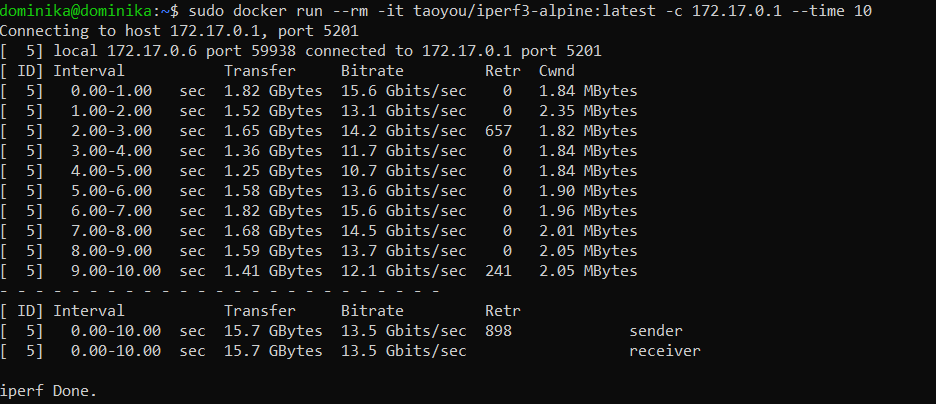 dominika@dominika:~$ sudo docker run --rm -it taoyou/iperf3-alpine:latest -c 172.17.0.1 --time 10
Connecting to host 172.17.0.1, port 5201
[  5] local 172.17.0.6 port 59938 connected to 172.17.0.1 port 5201
[ ID] Interval           Transfer     Bitrate         Retr  Cwnd
[  5]   0.00-1.00   sec  1.82 GBytes  15.6 Gbits/sec    0   1.84 MBytes
[  5]   1.00-2.00   sec  1.52 GBytes  13.1 Gbits/sec    0   2.35 MBytes
[  5]   2.00-3.00   sec  1.65 GBytes  14.2 Gbits/sec  657   1.82 MBytes
[  5]   3.00-4.00   sec  1.36 GBytes  11.7 Gbits/sec    0   1.84 MBytes
[  5]   4.00-5.00   sec  1.25 GBytes  10.7 Gbits/sec    0   1.84 MBytes
[  5]   5.00-6.00   sec  1.58 GBytes  13.6 Gbits/sec    0   1.90 MBytes
[  5]   6.00-7.00   sec  1.82 GBytes  15.6 Gbits/sec    0   1.96 MBytes
[  5]   7.00-8.00   sec  1.68 GBytes  14.5 Gbits/sec    0   2.01 MBytes
[  5]   8.00-9.00   sec  1.59 GBytes  13.7 Gbits/sec    0   2.05 MBytes
[  5]   9.00-10.00  sec  1.41 GBytes  12.1 Gbits/sec  241   2.05 MBytes
- - - - - - - - - - - - - - - - - - - - - - - - -
[ ID] Interval           Transfer     Bitrate         Retr
[  5]   0.00-10.00  sec  15.7 GBytes  13.5 Gbits/sec  898             sender
[  5]   0.00-10.00  sec  15.7 GBytes  13.5 Gbits/sec                  receiver
iperf Done.